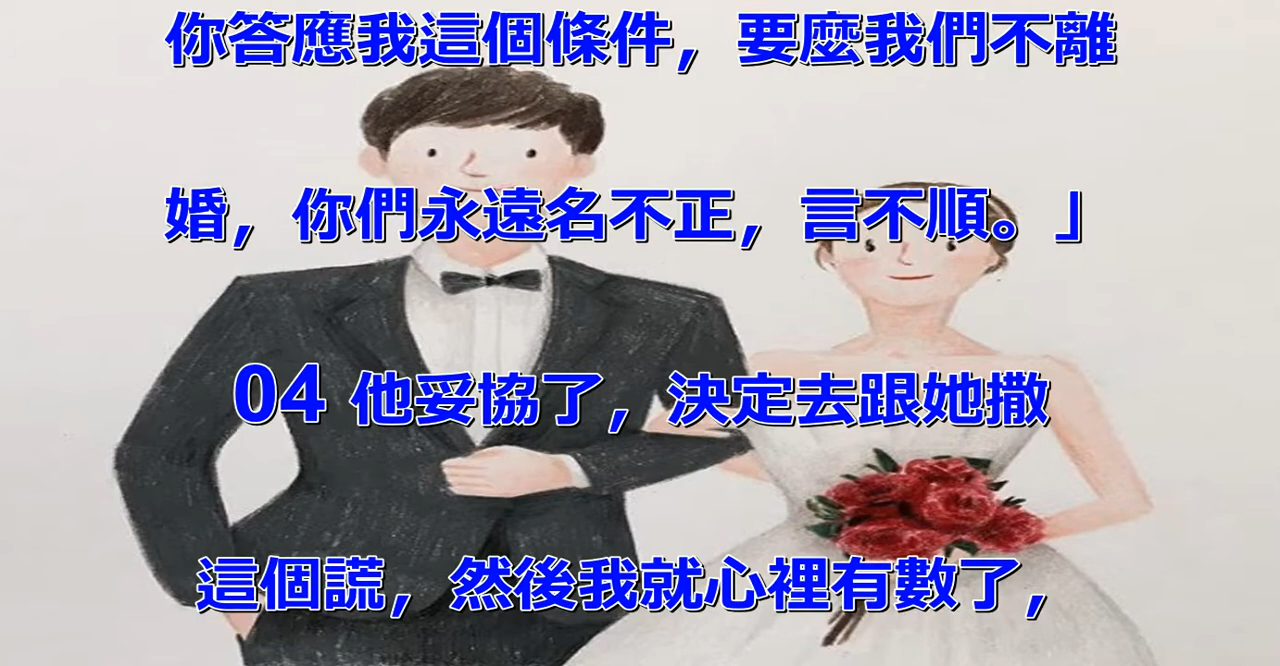 你答應我這個條件，要麼我們不離
婚，你們永遠名不正，言不順。」
04 他妥協了，決定去跟她撒
這個謊，然後我就心裡有數了，